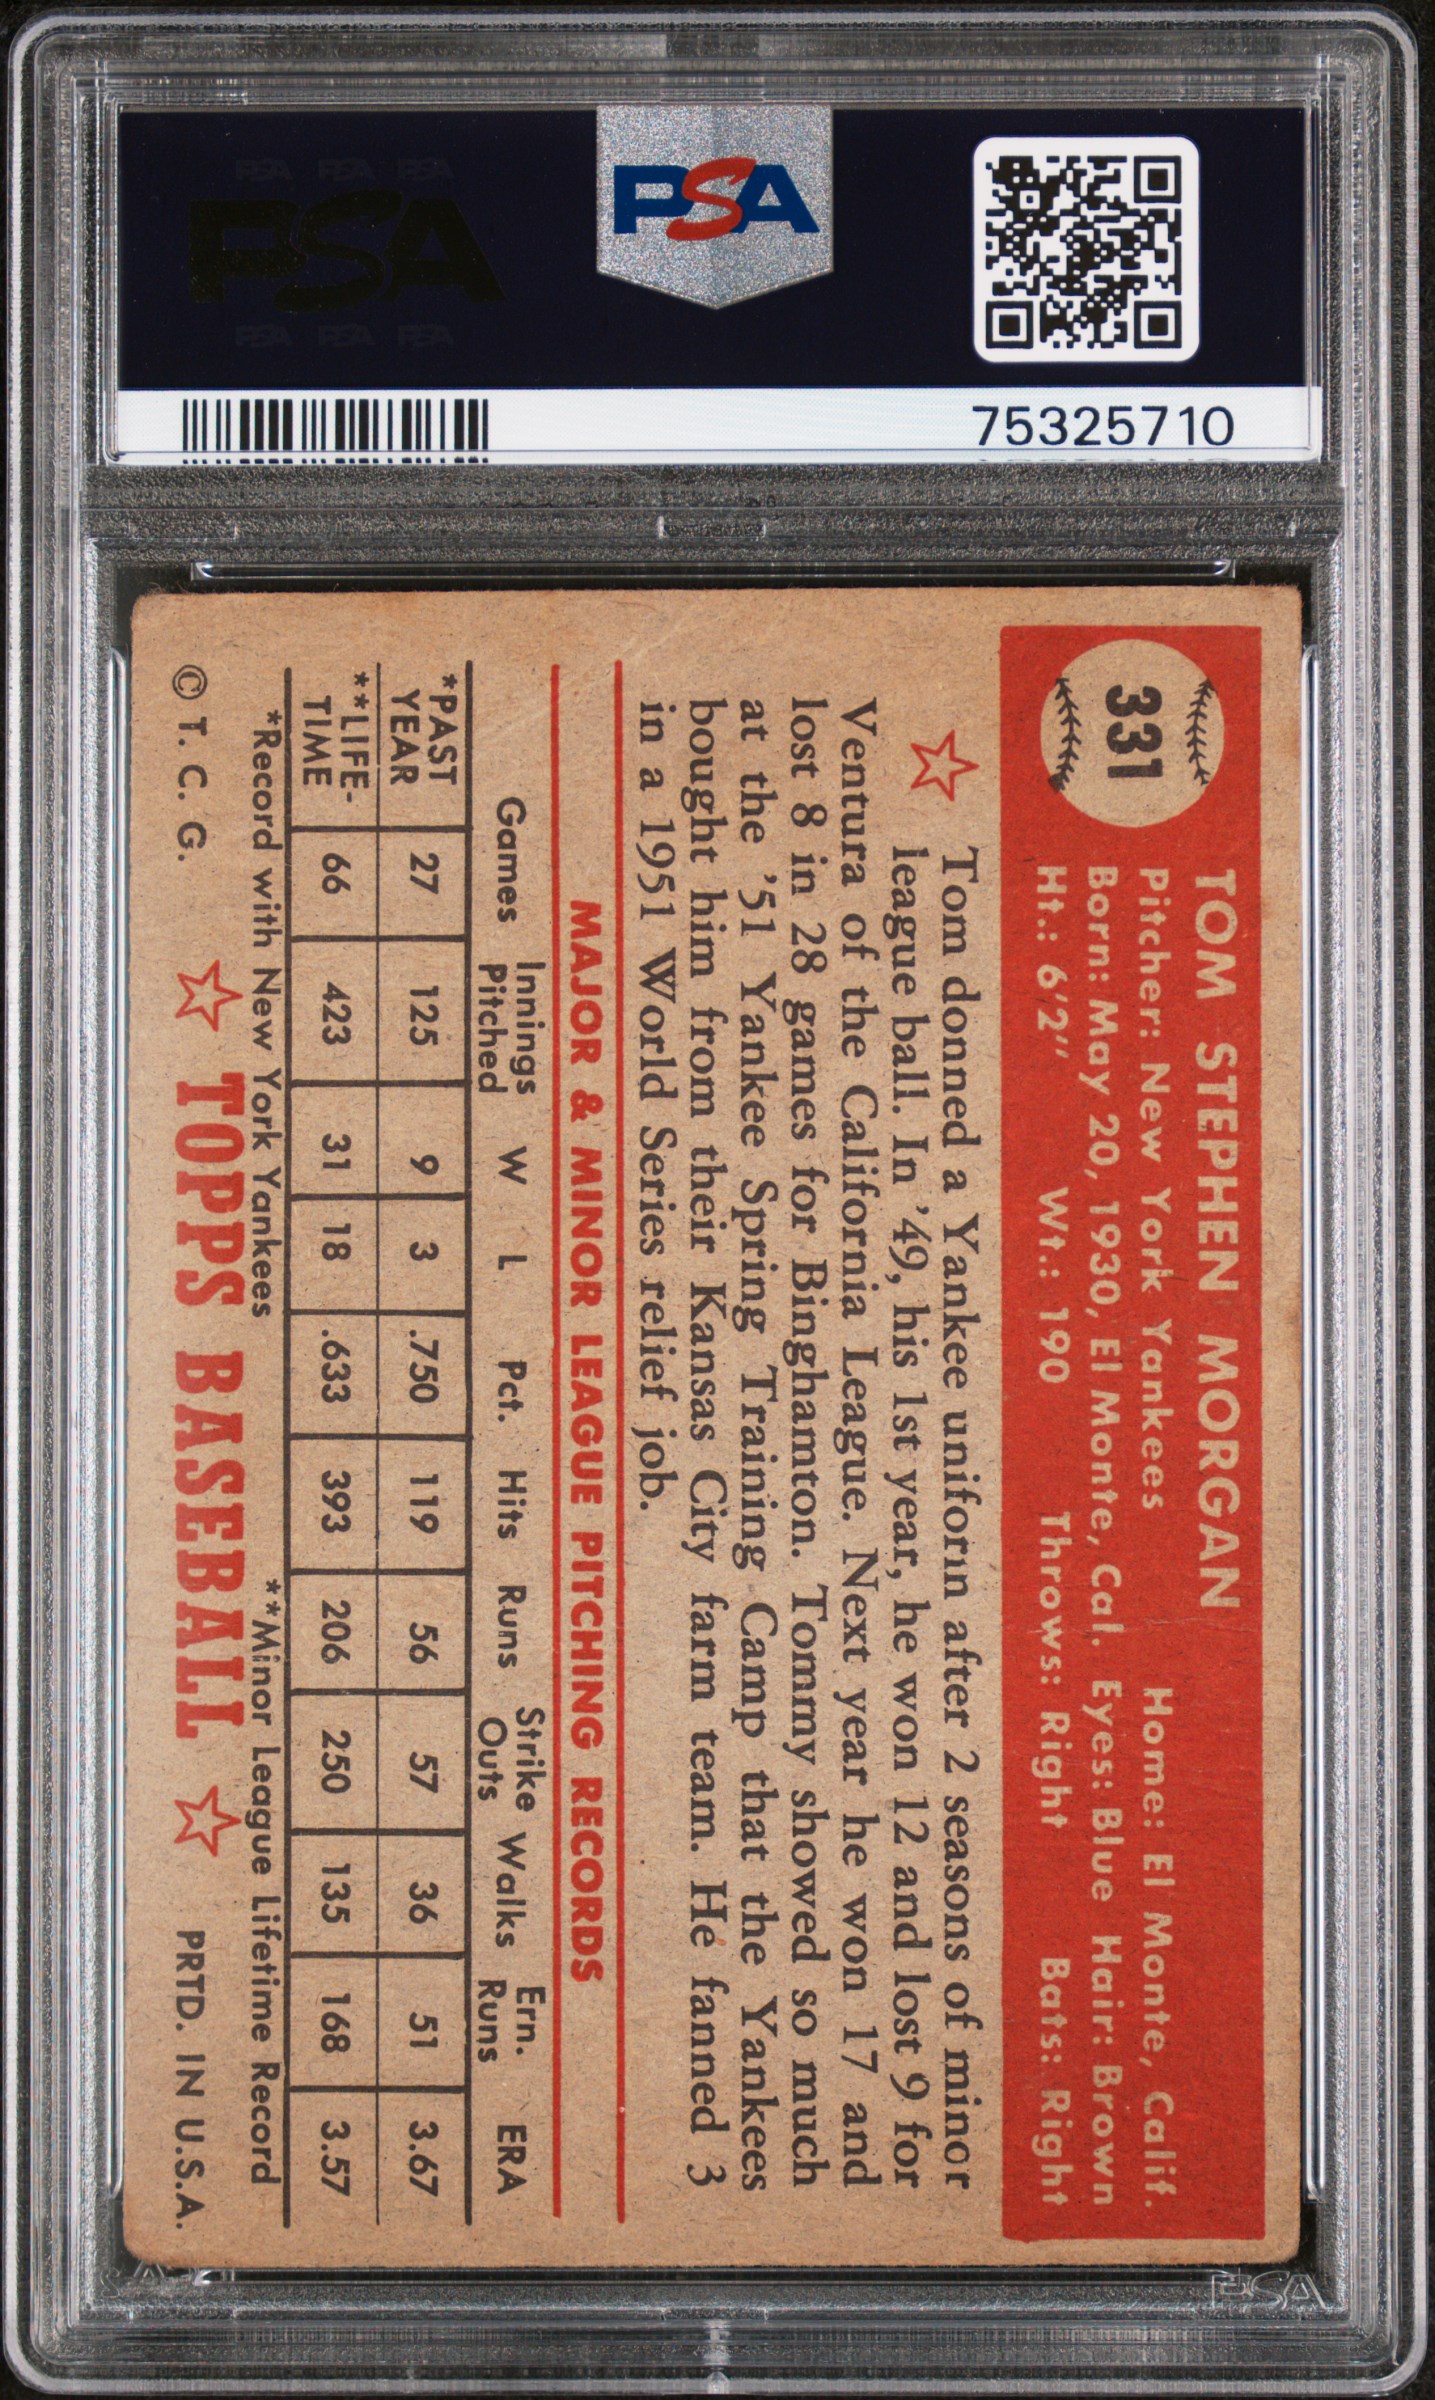 PSA PSA PSA
PSA
PSA PSA PSA
PSA
75325710
331
TOM STEPHEN MORGAN
Pitcher: New York Yankees Home: El Monte, Calif.
Born: May 20, 1930, El Monte, Cal. Eyes: Blue Hair: Brown
Ht.: 6'2" Wt.: 190 Throws: Right Bats: Right
Tom donned a Yankee uniform after 2 seasons of minor
league ball. In '49, his 1st year, he won 12 and lost 9 for
Ventura of the California League. Next year he won 17 and
lost 8 in 28 games for Binghamton. Tommy showed so much
at the '51 Yankee Spring Training Camp that the Yankees
bought him from their Kansas City farm team. He fanned 3
in a 1951 World Series relief job.
MAJOR & MINOR LEAGUE PITCHING RECORDS
Games Innings Pitched W L Pct. Hits Runs Strike Outs Walks Ern. Runs ERA
*PAST YEAR 27 125 9 3 .750 119 56 57 36 51 3.67
**LIFE-TIME 66 423 31 18 .633 393 206 250 135 168 3.57
*Record with New York Yankees **Minor League Lifetime Record
© T. C. G. ☆ TOPPS BASEBALL ☆ PRTD. IN U.S.A.
PSA